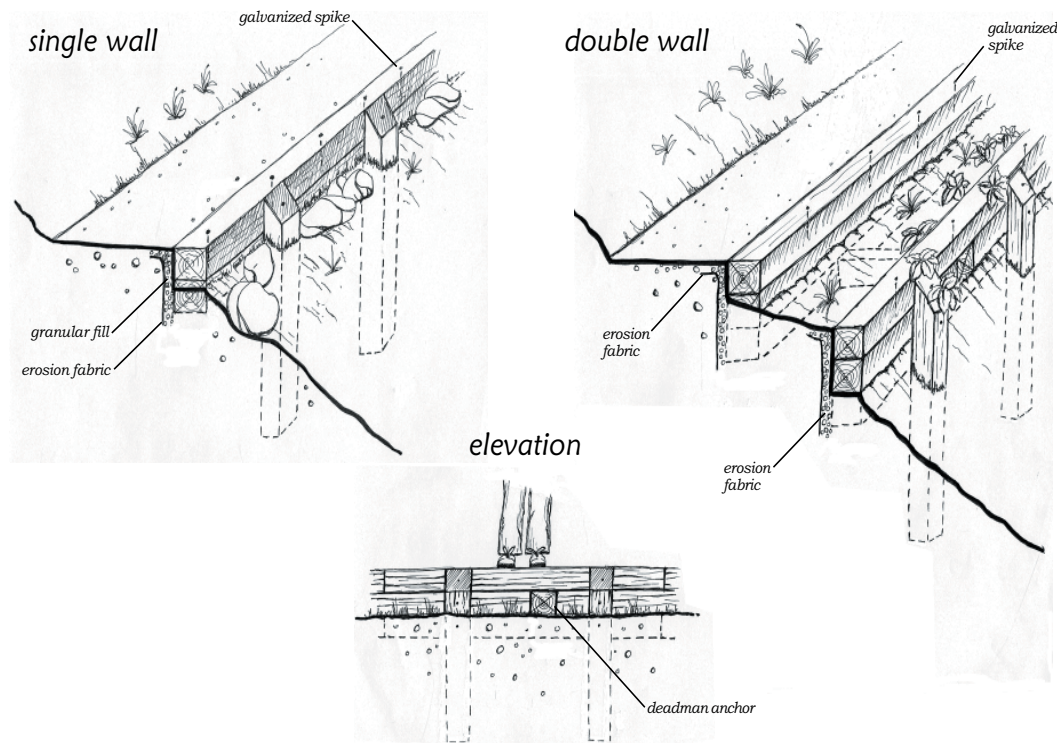 single wall
galvanized spike
granular fill
erosion fabric
double wall
galvanized
spike
erosion
fabric
erosion
fabric
elevation
deadman anchor